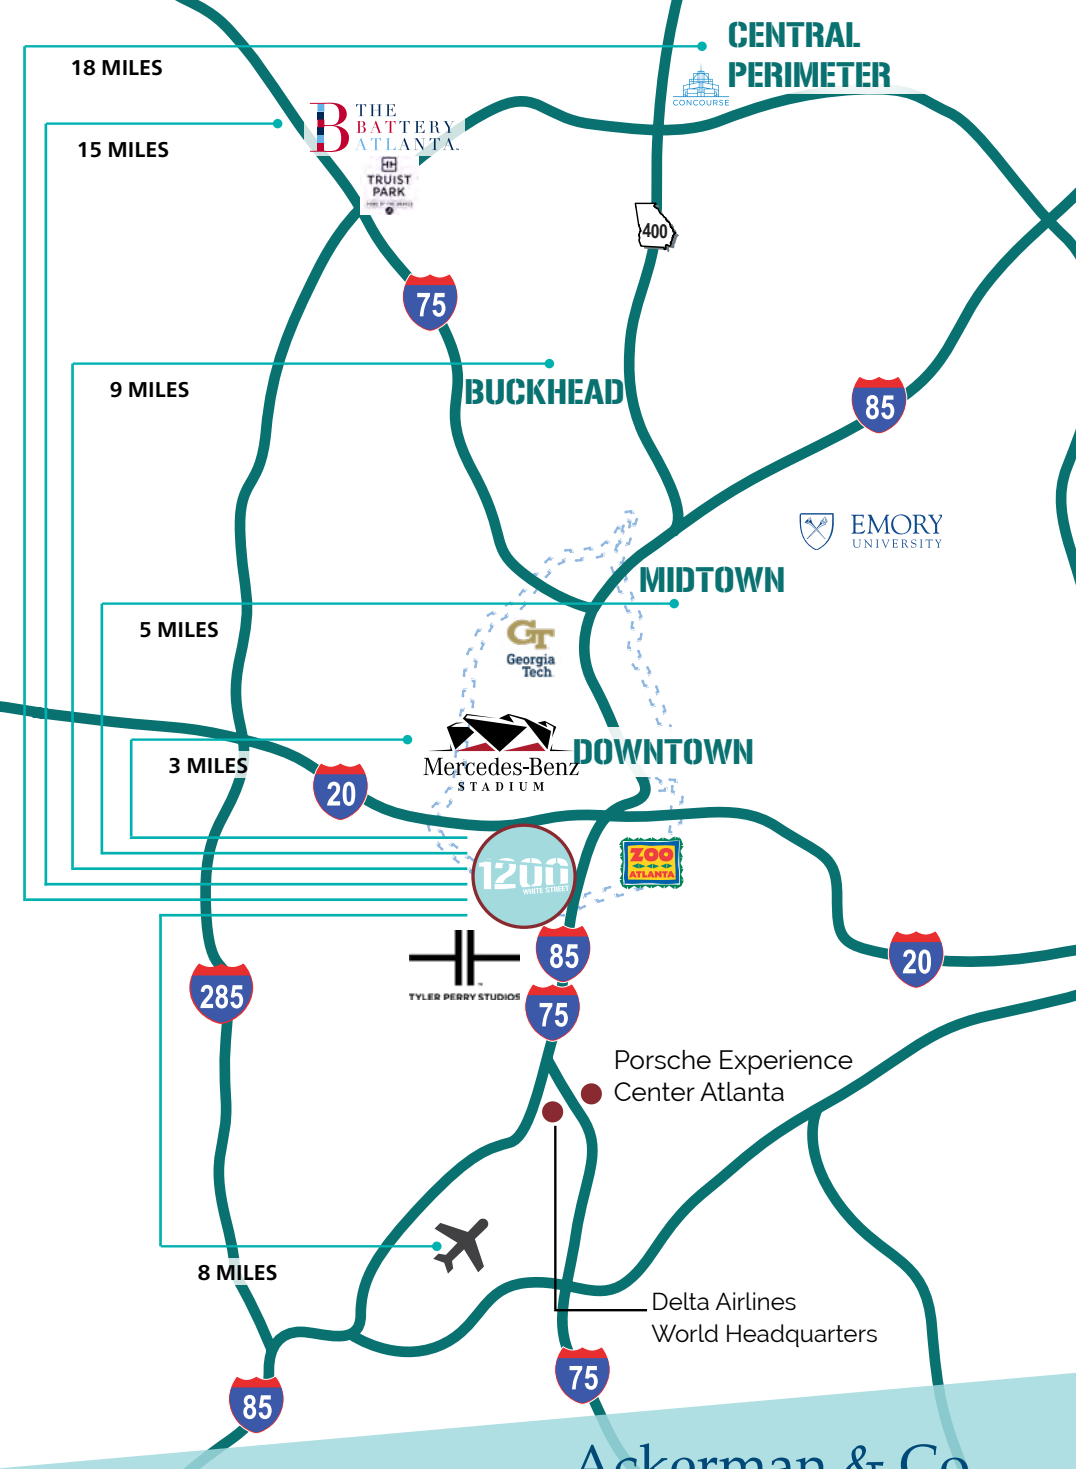 CENTRAL
PERIMETER
18 MILES
CONCOURSE
THE
BATTERY
ATLANTA.
15 MILES
TRUIST
PARK
400
75
9 MILES
BUCKHEAD
85
EMORY
UNIVERSITY
MIDTOWN
5 MILES
GT
Georgia
Tech
DOWNTOWN
3 MILES
Mercedes-Benz
STADIUM
20
1200
WHITE STREET
ZOO
ATLANTA
85
20
285
TYLER PERRY STUDIOS
75
Porsche Experience
Center Atlanta
8 MILES
Delta Airlines
World Headquarters
75
85
Ackerman & Co